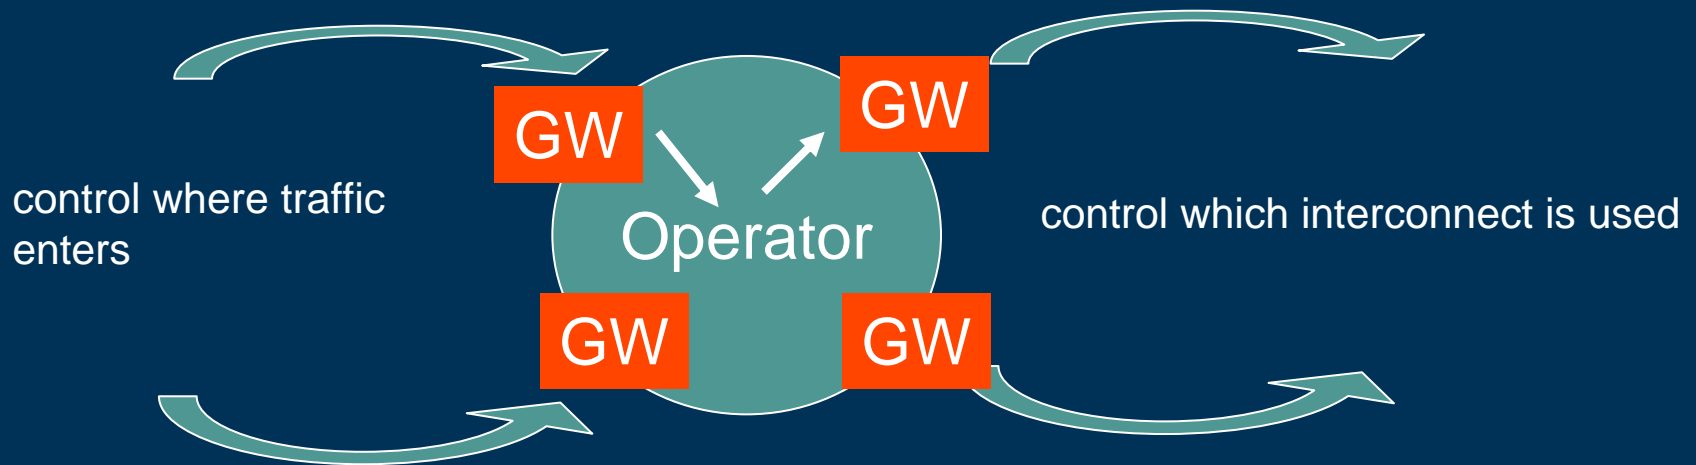 GW
GW
control where traffic
enters
Operator
control which interconnect is used
GW
GW